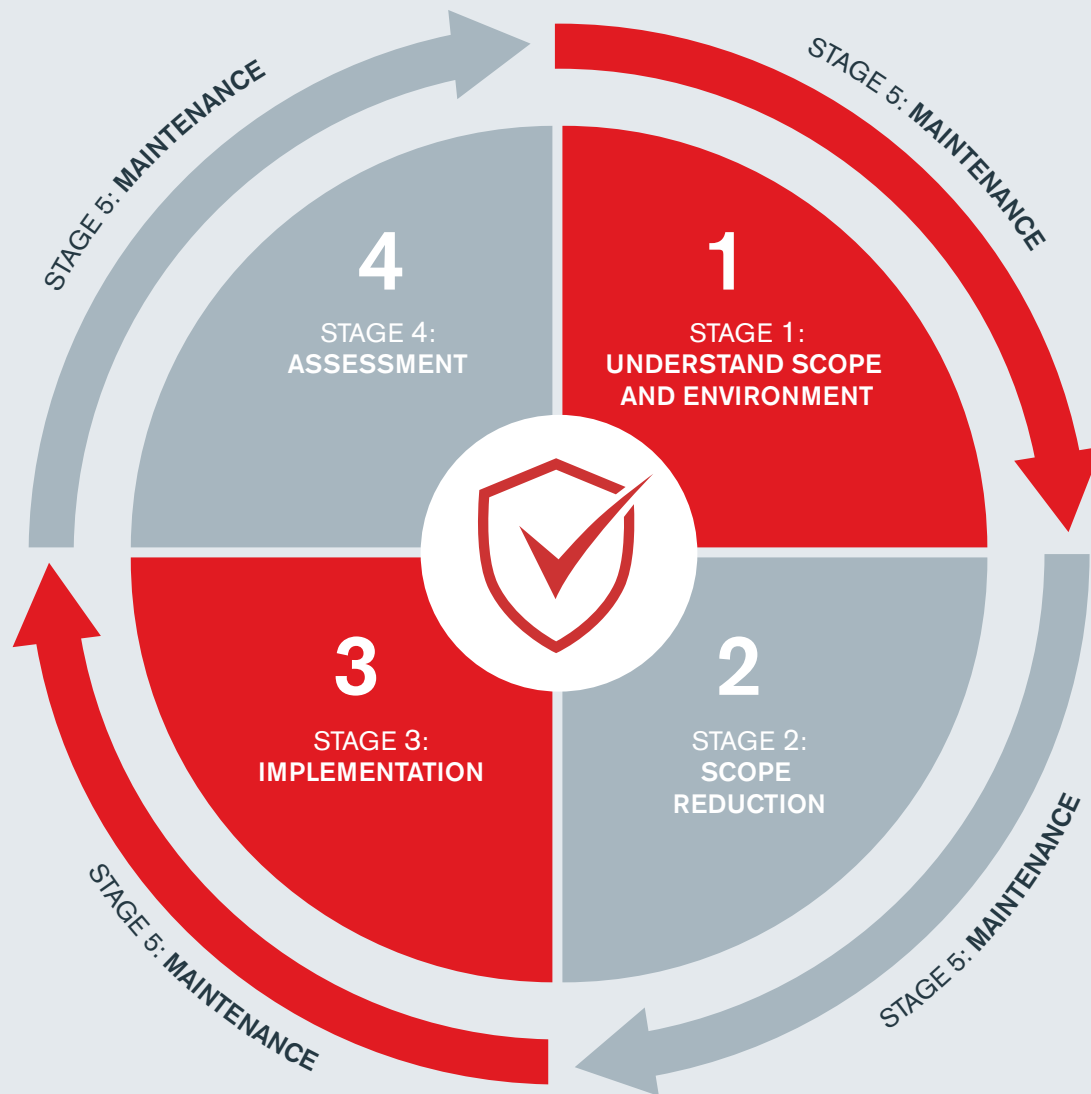 STAGE 5: MAINTENANCE
STAGE 5: MAINTENANCE
4
STAGE 4:
ASSESSMENT
1
STAGE 1:
UNDERSTAND SCOPE
AND ENVIRONMENT
3
STAGE 3:
IMPLEMENTATION
2
STAGE 2:
SCOPE
REDUCTION
STAGE 5: MAINTENANCE
STAGE 5: MAINTENANCE